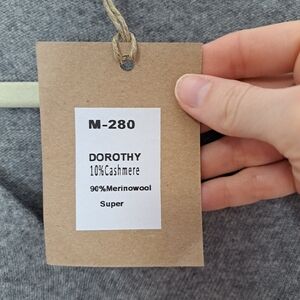 M-280
DOROTHY
10%Cashmere
90%Merinowool
Super